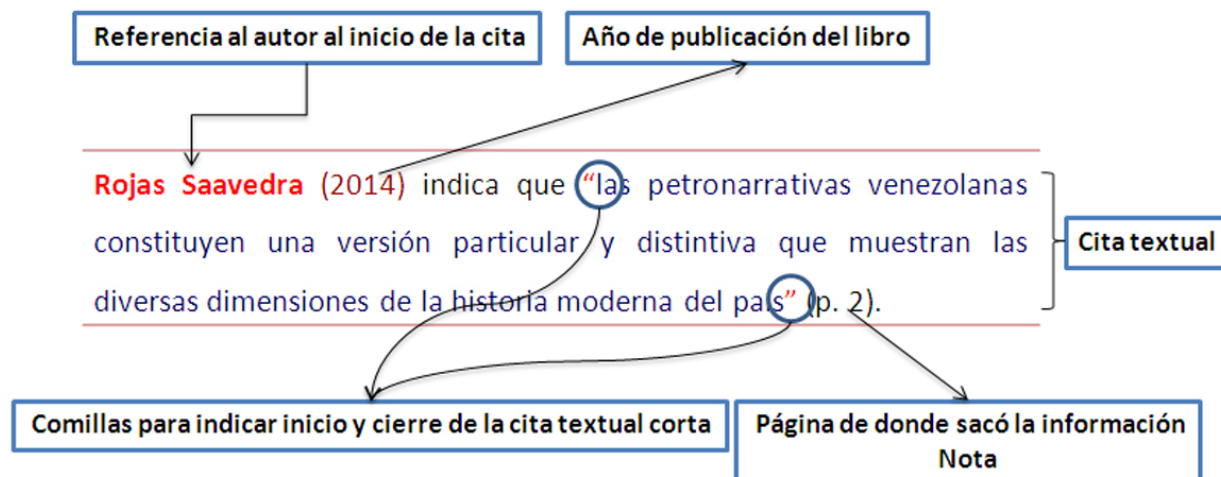 Referencia al autor al inicio de la cita
Año de publicación del libro
Rojas Saavedra (2014) indica que “las petronarrativas venezolanas
constituyen una versión particular y distintiva que muestran las
diversas dimensiones de la historia moderna del país” (p. 2).
Cita textual
Comillas para indicar inicio y cierre de la cita textual corta
Página de donde sacó la información
Nota